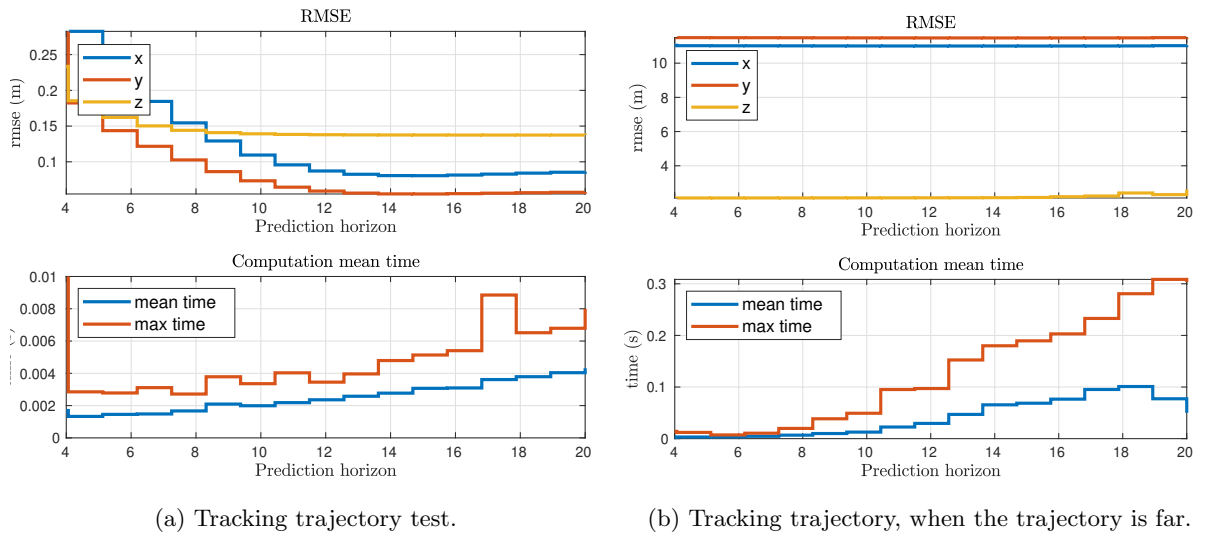 RMSE
0.25
0.2
0.15
0.1
rmse (m)
x
y
z
4 6 8 10 12 14 16 18 20
Prediction horizon
Computation mean time
0.01
0.008
0.006
0.004
0.002
0
mean time
max time
4 6 8 10 12 14 16 18 20
Prediction horizon
(a) Tracking trajectory test.
RMSE
10
8
6
4
2
rmse (m)
x
y
z
4 6 8 10 12 14 16 18 20
Prediction horizon
Computation mean time
0.3
0.2
0.1
0
time (s)
mean time
max time
4 6 8 10 12 14 16 18 20
Prediction horizon
(b) Tracking trajectory, when the trajectory is far.